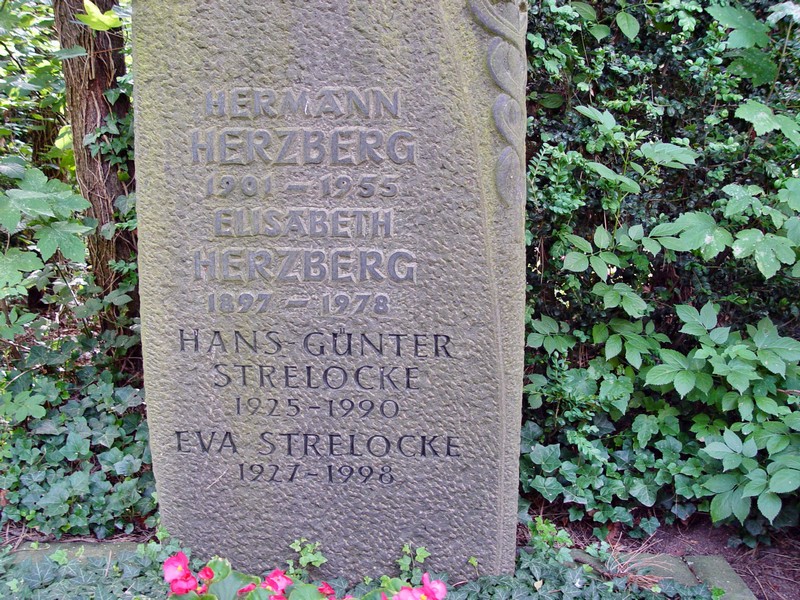 HERMANN
HERZBERG
1901 – 1955
ELISABETH
HERZBERG
1897 – 1978
HANS-GÜNTER
STRELOCKE
1925-1990
EVA STRELOCKE
1927-1998